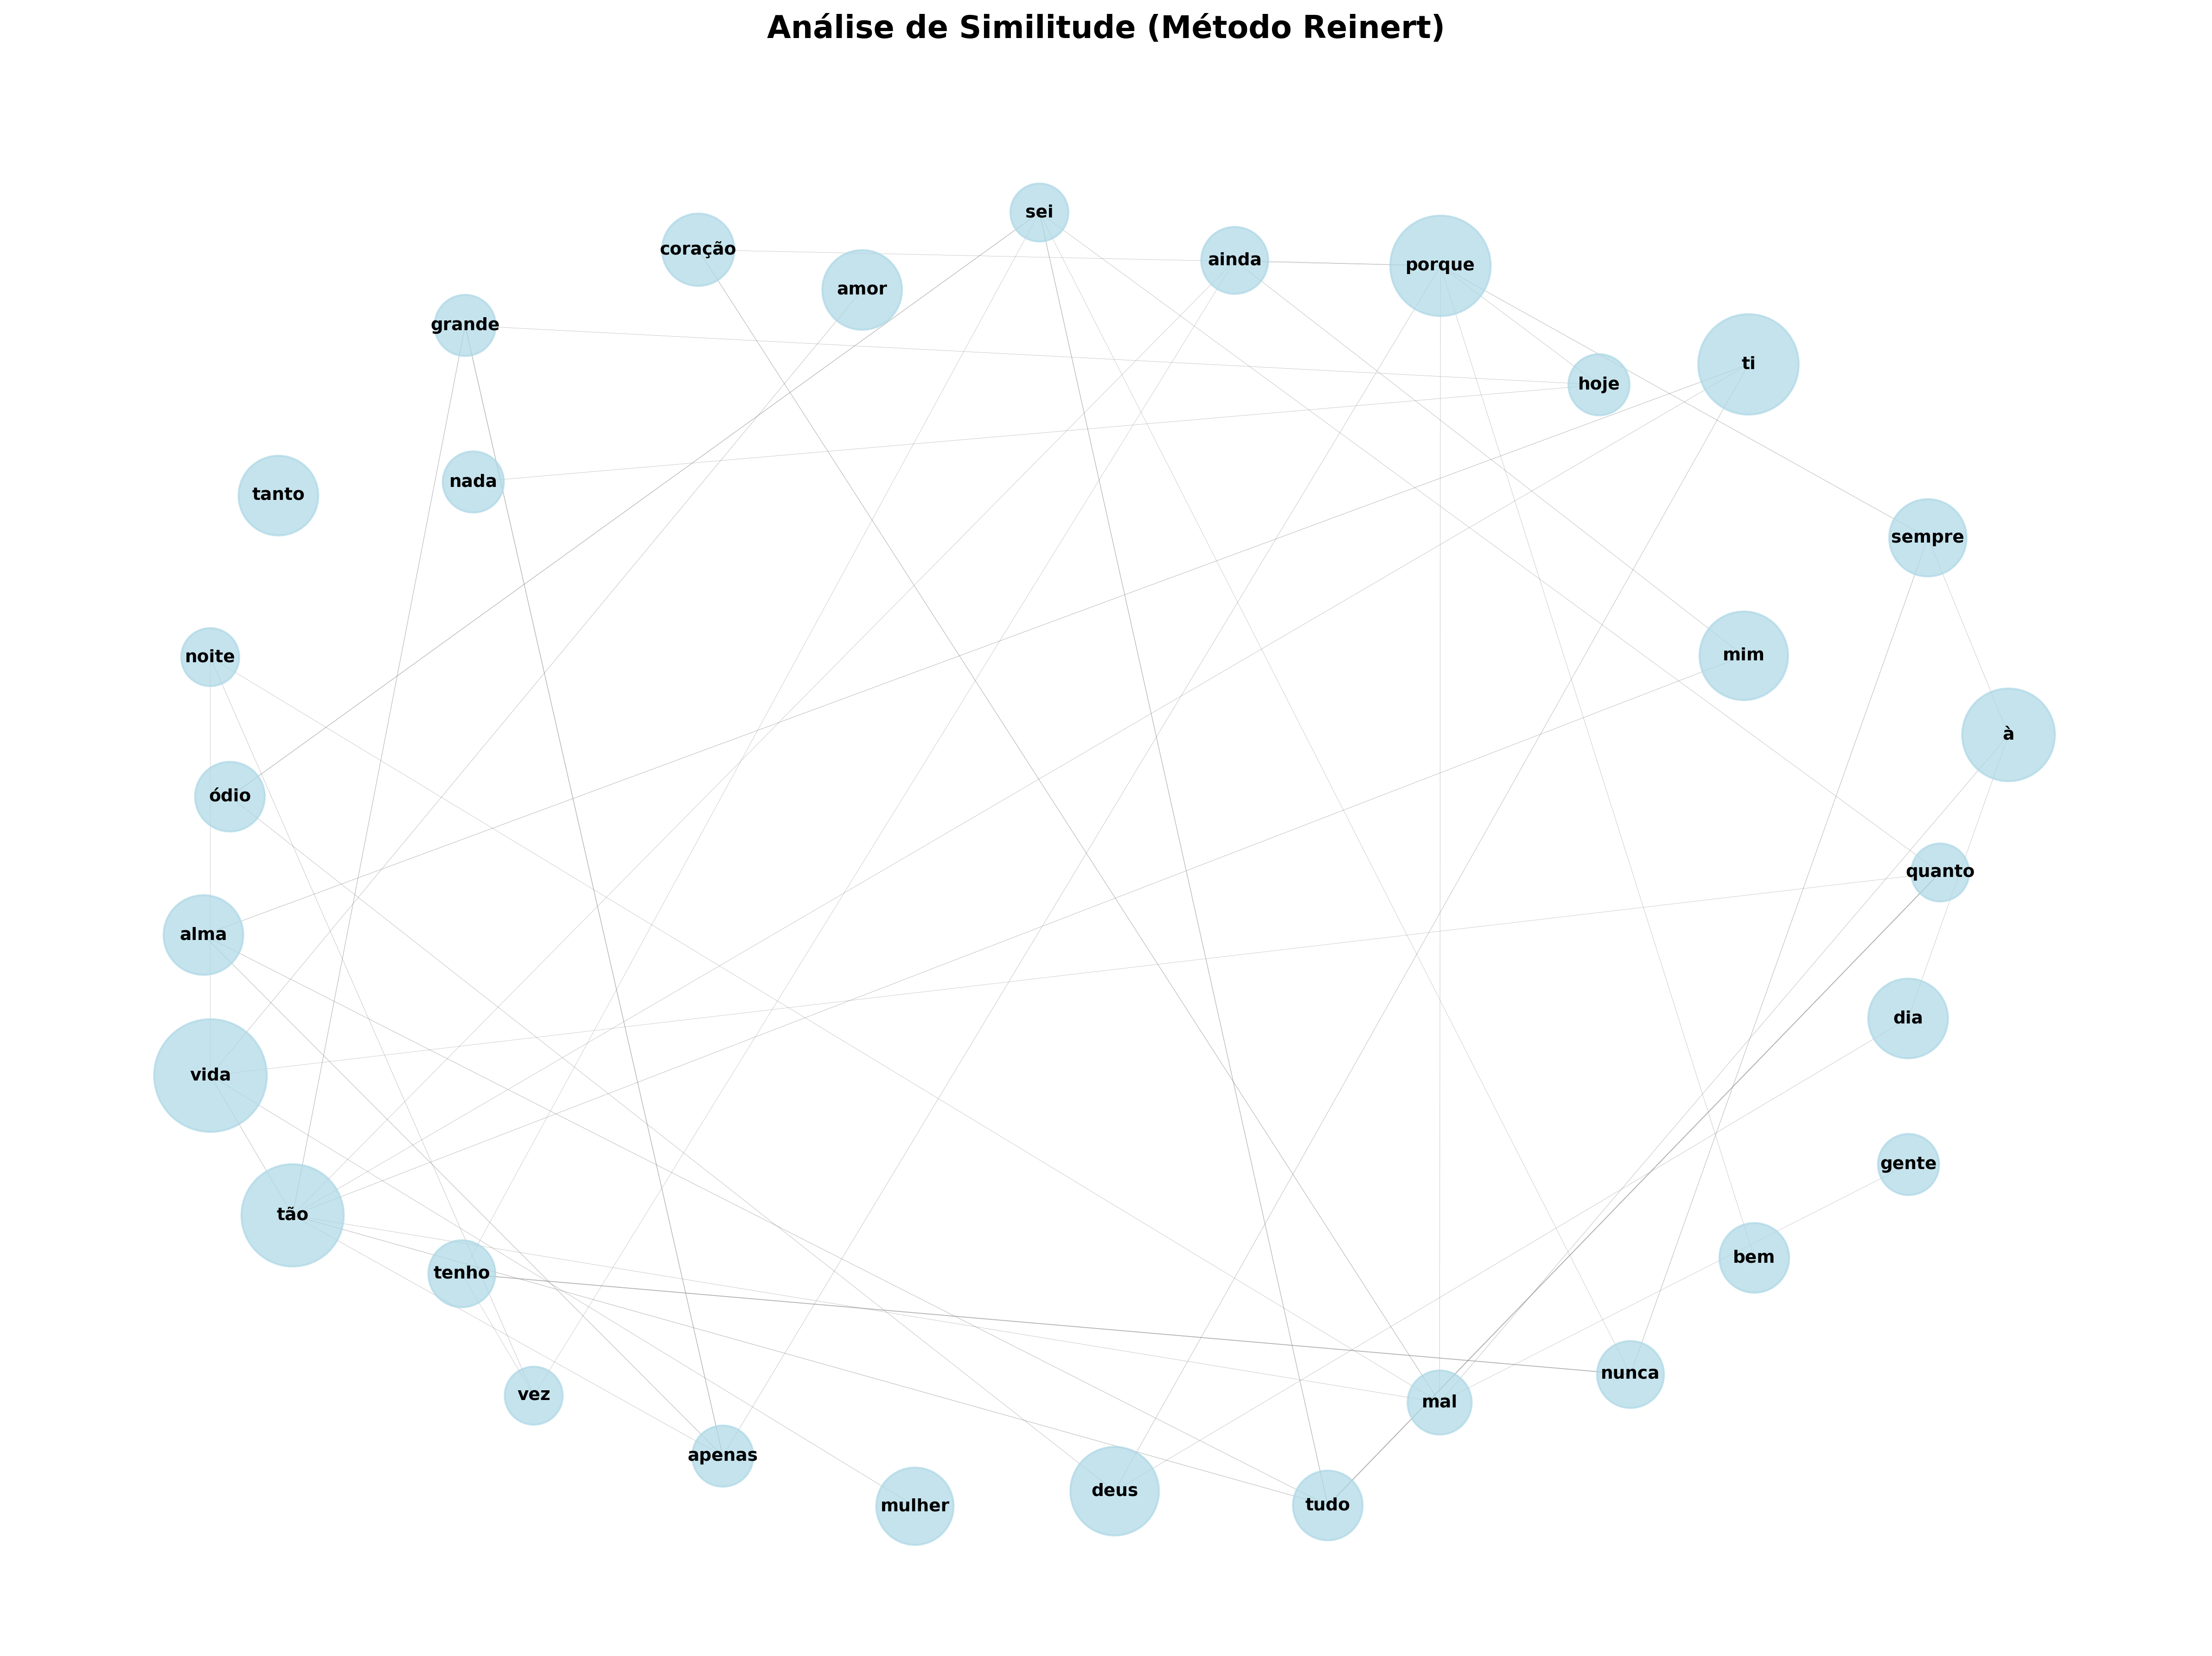 Análise de Similitude (Método Reinert)
sei
coração
ainda
porque
amor
grande
ti
hoje
nada
tanto
sempre
noite
mim
à
ódio
quanto
alma
dia
vida
gente
tão
bem
tenho
nunca
vez
mal
apenas
deus
tudo
mulher